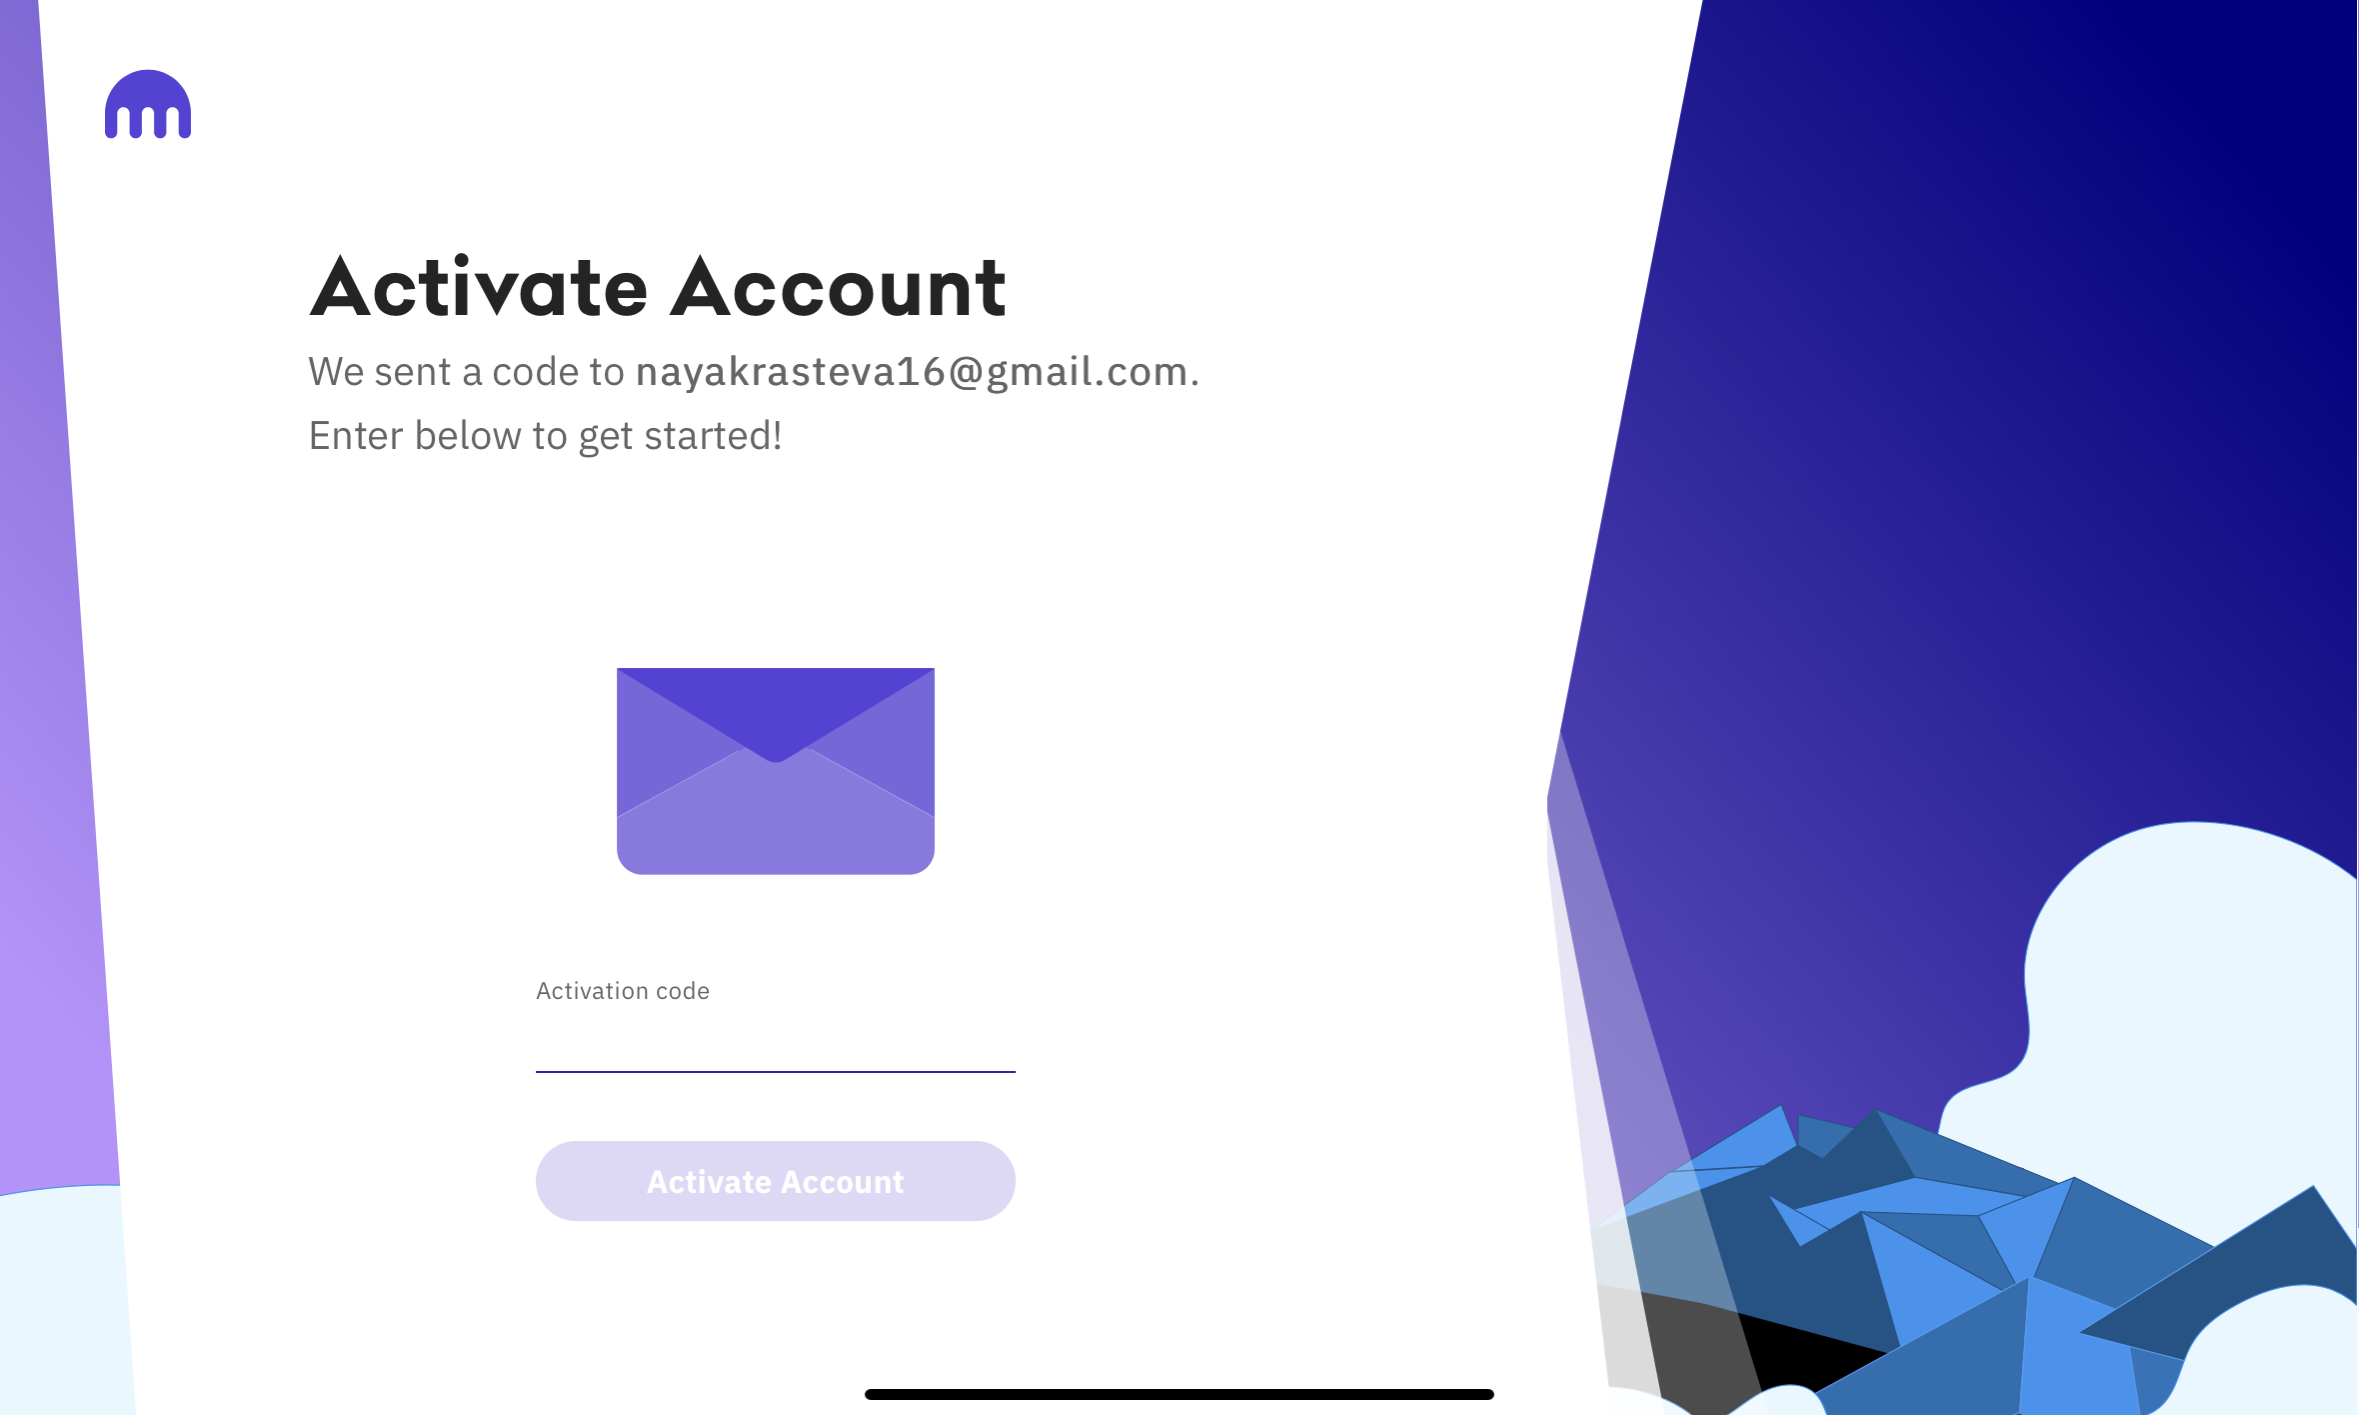 Activate Account
We sent a code to nayakrasteva16@gmail.com.
Enter below to get started!
Activation code
Activate Account